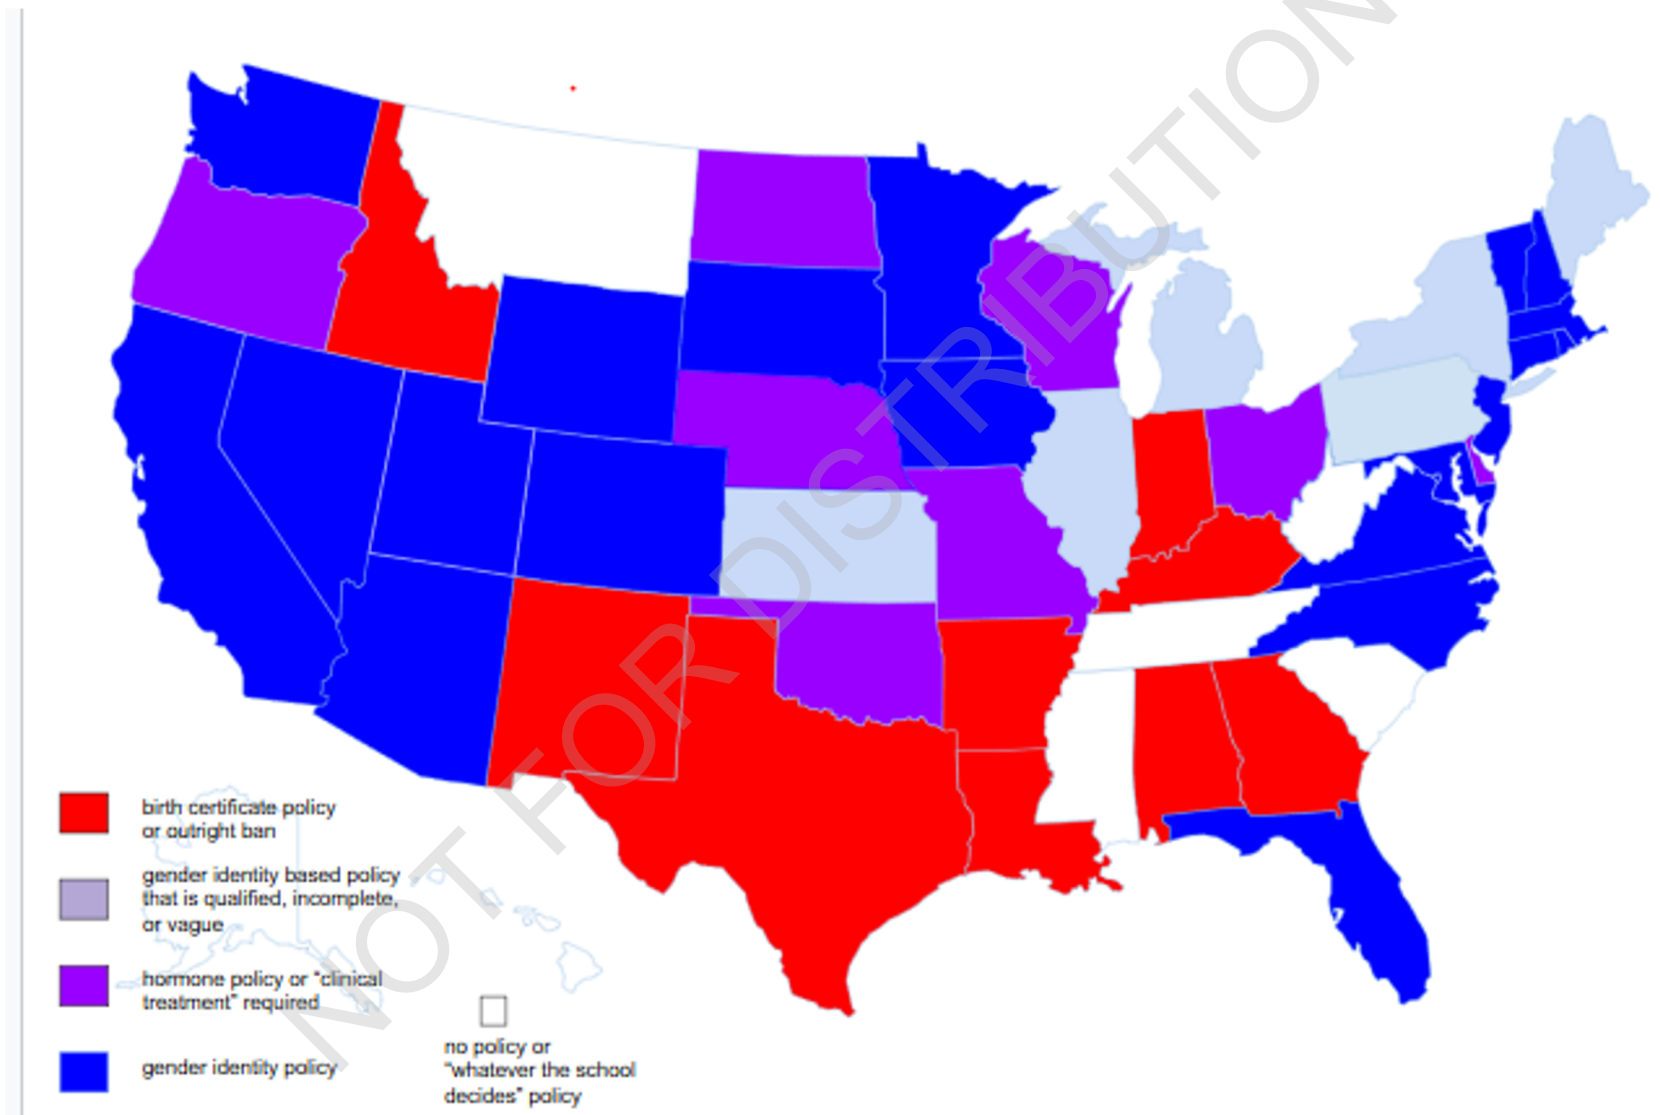 NOT FOR DISTRIBUTION
birth certificate policy
or outright ban
gender identity based policy
that is qualified, incomplete,
or vague
hormone policy or "clinical
treatment" required
gender identity policy
no policy or
"whatever the school
decides" policy